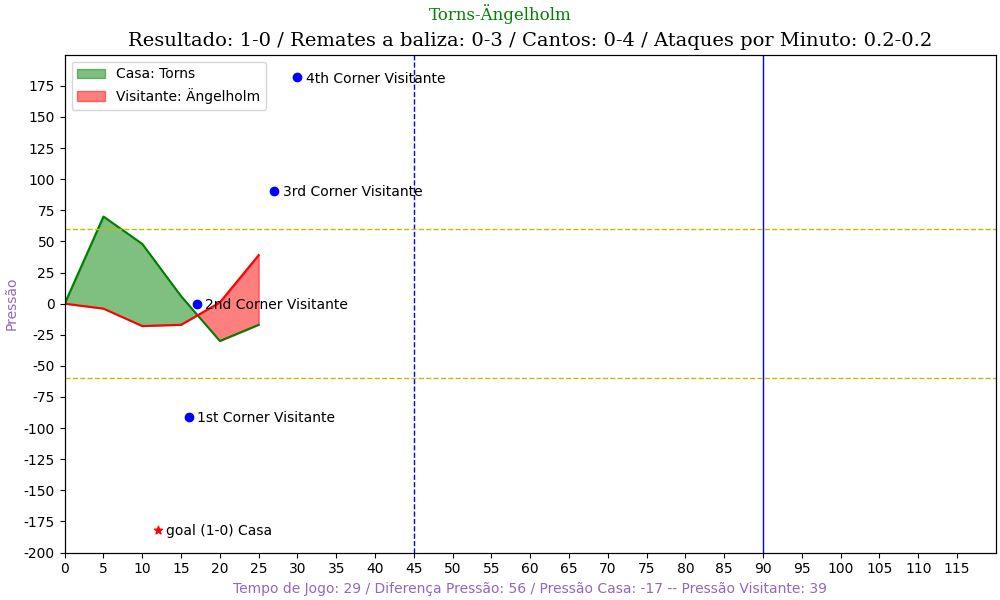 Torns-Ängelholm
Resultado: 1-0 / Remates a baliza: 0-3 / Cantos: 0-4 / Ataques por Minuto: 0.2-0.2
Casa: Torns
Visitante: Ängelholm
4th Corner Visitante
3rd Corner Visitante
2nd Corner Visitante
1st Corner Visitante
goal (1-0) Casa
Pressão
175
150
125
100
75
50
25
0
-25
-50
-75
-100
-125
-150
-175
-200
0 5 10 15 20 25 30 35 40 45 50 55 60 65 70 75 80 85 90 95 100 105 110 115
Tempo de Jogo: 29 / Diferença Pressão: 56 / Pressão Casa: -17 -- Pressão Visitante: 39